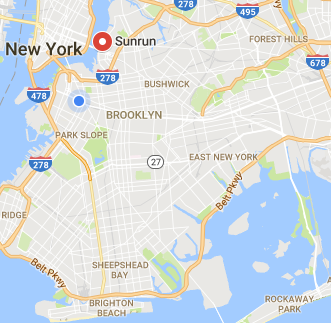 278
495
New York
Sunrun
FOREST HILLS
278
678
478
BUSHWICK
BROOKLYN
PARK SLOPE
278
27
EAST NEW YORK
Belt Pkwy
RIDGE
Belt Pkwy
SHEEPSHEAD
BAY
BRIGHTON
BEACH
ROCKAWAY
PARK
A